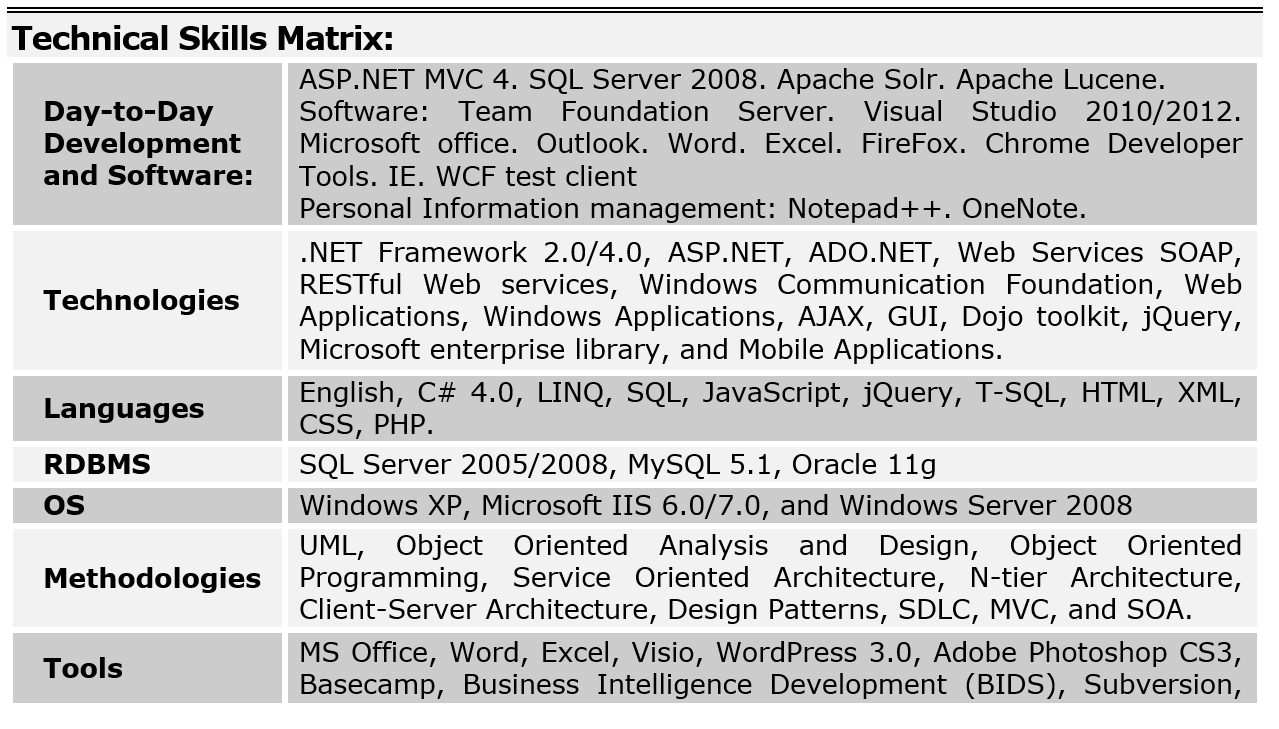 Technical Skills Matrix:
Day-to-Day
Development
and Software:
ASP.NET MVC 4. SQL Server 2008. Apache Solr. Apache Lucene.
Software: Team Foundation Server. Visual Studio 2010/2012.
Microsoft office. Outlook. Word. Excel. FireFox. Chrome Developer
Tools. IE. WCF test client
Personal Information management: Notepad++. OneNote.
Technologies
.NET Framework 2.0/4.0, ASP.NET, ADO.NET, Web Services SOAP,
RESTful Web services, Windows Communication Foundation, Web
Applications, Windows Applications, AJAX, GUI, Dojo toolkit, jQuery,
Microsoft enterprise library, and Mobile Applications.
Languages
English, C# 4.0, LINQ, SQL, JavaScript, jQuery, T-SQL, HTML, XML,
CSS, PHP.
RDBMS
SQL Server 2005/2008, MySQL 5.1, Oracle 11g
OS
Windows XP, Microsoft IIS 6.0/7.0, and Windows Server 2008
Methodologies
UML, Object Oriented Analysis and Design, Object Oriented
Programming, Service Oriented Architecture, N-tier Architecture,
Client-Server Architecture, Design Patterns, SDLC, MVC, and SOA.
Tools
MS Office, Word, Excel, Visio, WordPress 3.0, Adobe Photoshop CS3,
Basecamp, Business Intelligence Development (BIDS), Subversion,